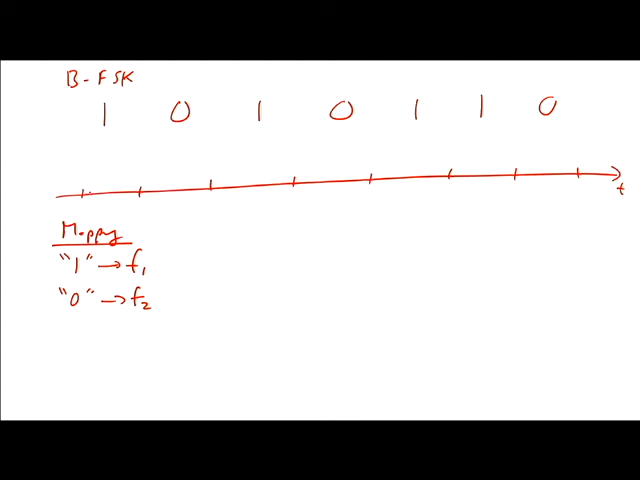 B-FSK
1 0 1 0 1 1 0
t
Mapping
"1" → f₁
"0" → f₂